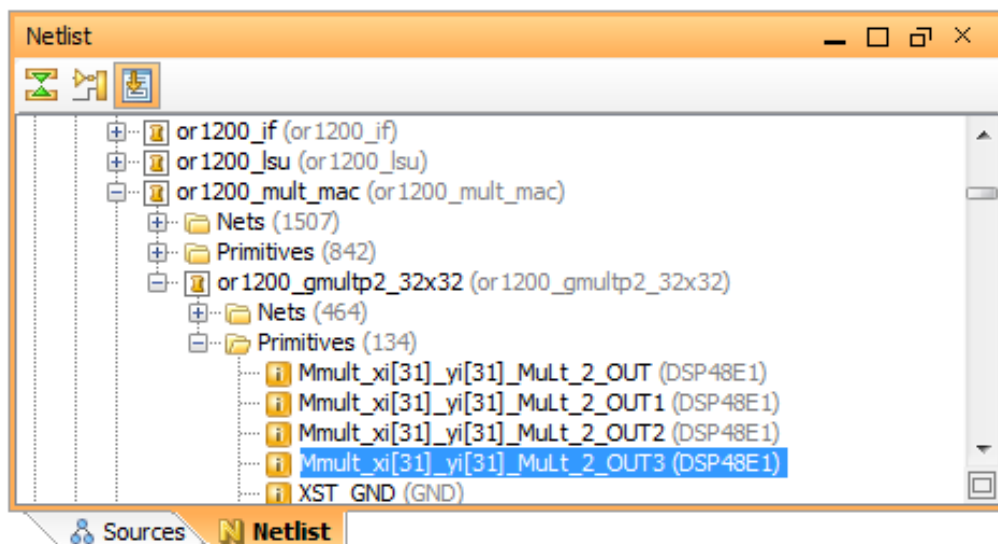 Netlist
or1200_if (or1200_if)
or1200_lsu (or1200_lsu)
or1200_mult_mac (or1200_mult_mac)
Nets (1507)
Primitives (842)
or1200_gmultp2_32x32 (or1200_gmultp2_32x32)
Nets (464)
Primitives (134)
Mmult_xi[31]_yi[31]_MuLt_2_OUT (DSP48E1)
Mmult_xi[31]_yi[31]_MuLt_2_OUT1 (DSP48E1)
Mmult_xi[31]_yi[31]_MuLt_2_OUT2 (DSP48E1)
Mmult_xi[31]_yi[31]_MuLt_2_OUT3 (DSP48E1)
XST_GND (GND)
Sources Netlist